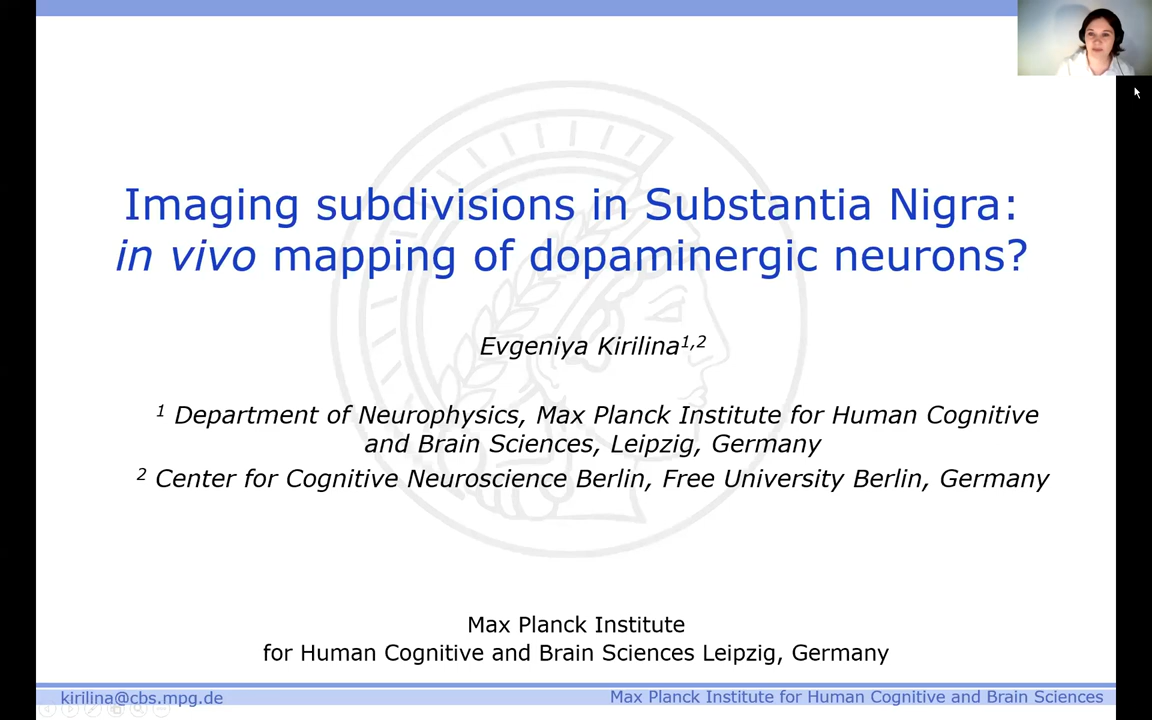 Imaging subdivisions in Substantia Nigra:
in vivo mapping of dopaminergic neurons?
Evgeniya Kirilina1,2
1 Department of Neurophysics, Max Planck Institute for Human Cognitive
and Brain Sciences, Leipzig, Germany
2 Center for Cognitive Neuroscience Berlin, Free University Berlin, Germany
Max Planck Institute
for Human Cognitive and Brain Sciences Leipzig, Germany
kirilina@cbs.mpg.de
Max Planck Institute for Human Cognitive and Brain Sciences